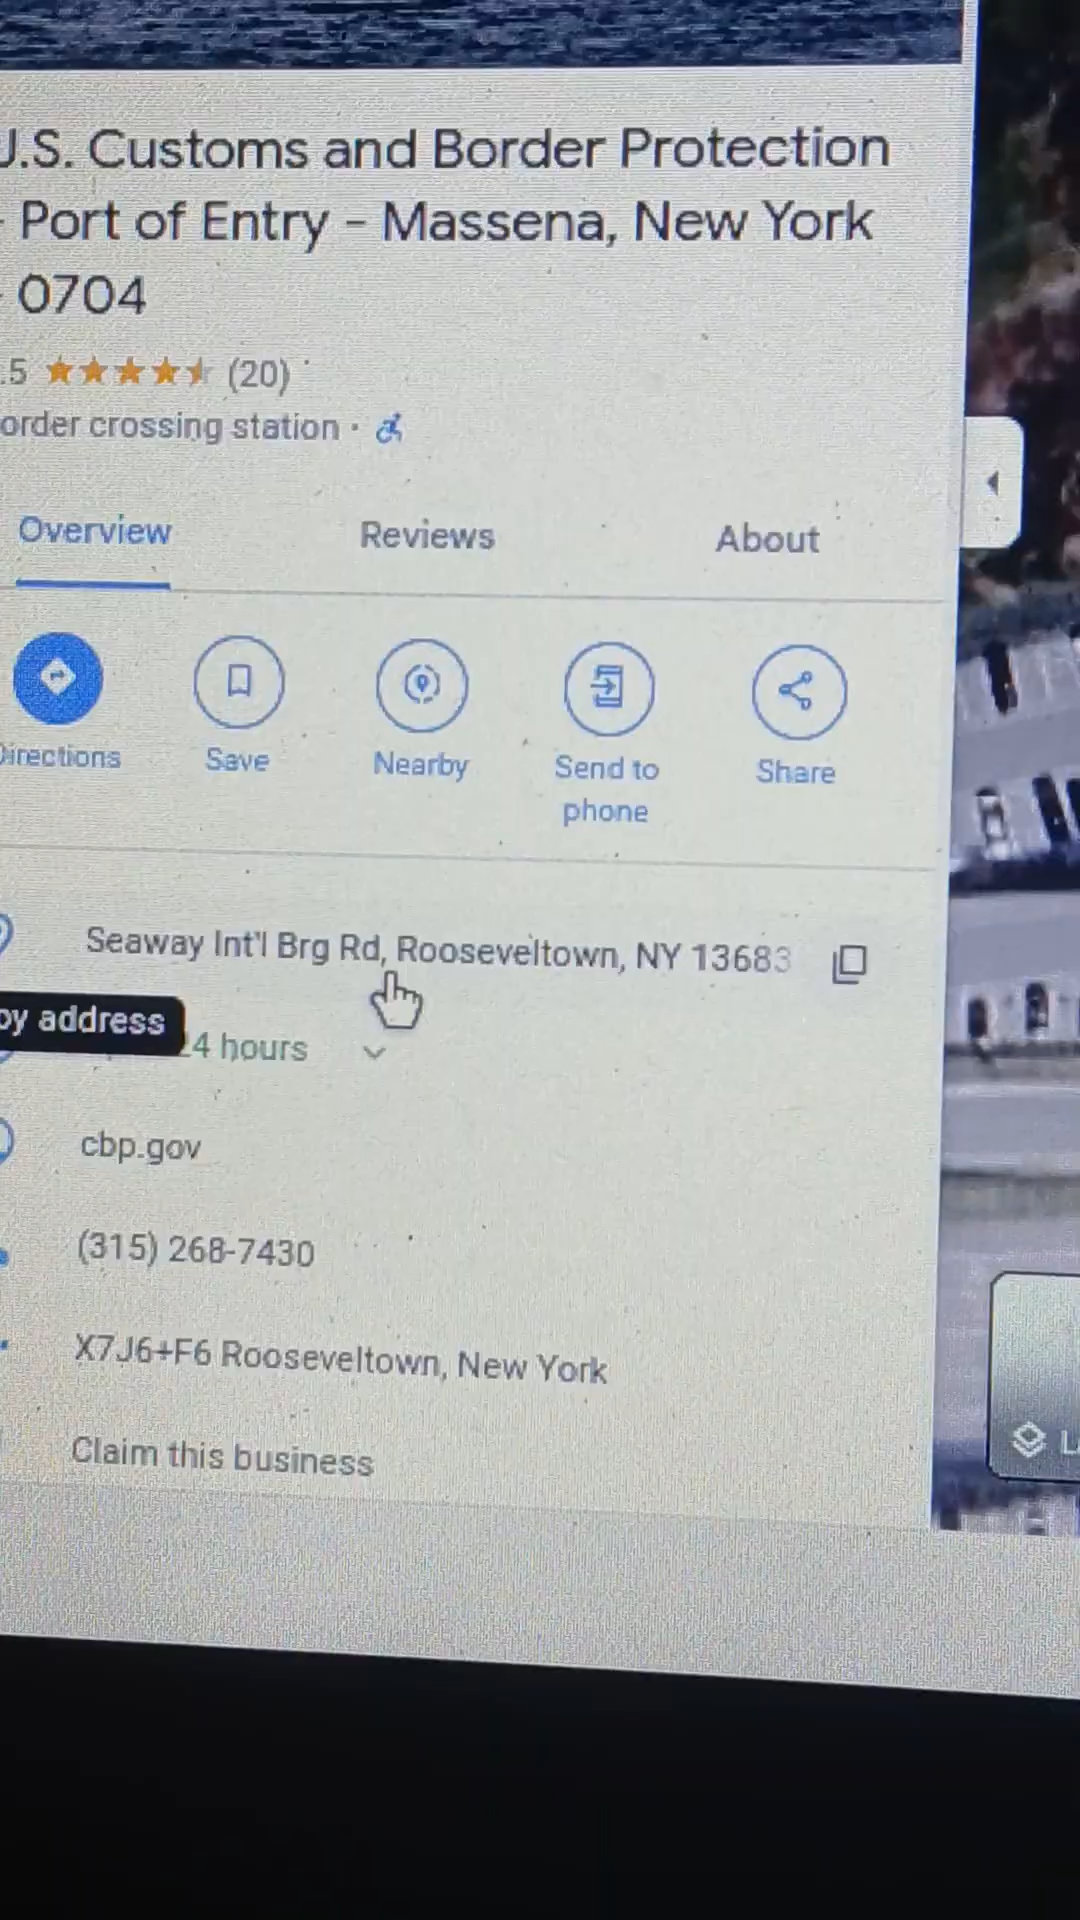 U.S. Customs and Border Protection
- Port of Entry - Massena, New York
- 0704
.5 (20)
order crossing station ·
Overview Reviews About
Directions Save Nearby Send to phone Share
Seaway Int'l Brg Rd, Rooseveltown, NY 13683
py address
24 hours
cbp.gov
(315) 268-7430
X7J6+F6 Rooseveltown, New York
Claim this business